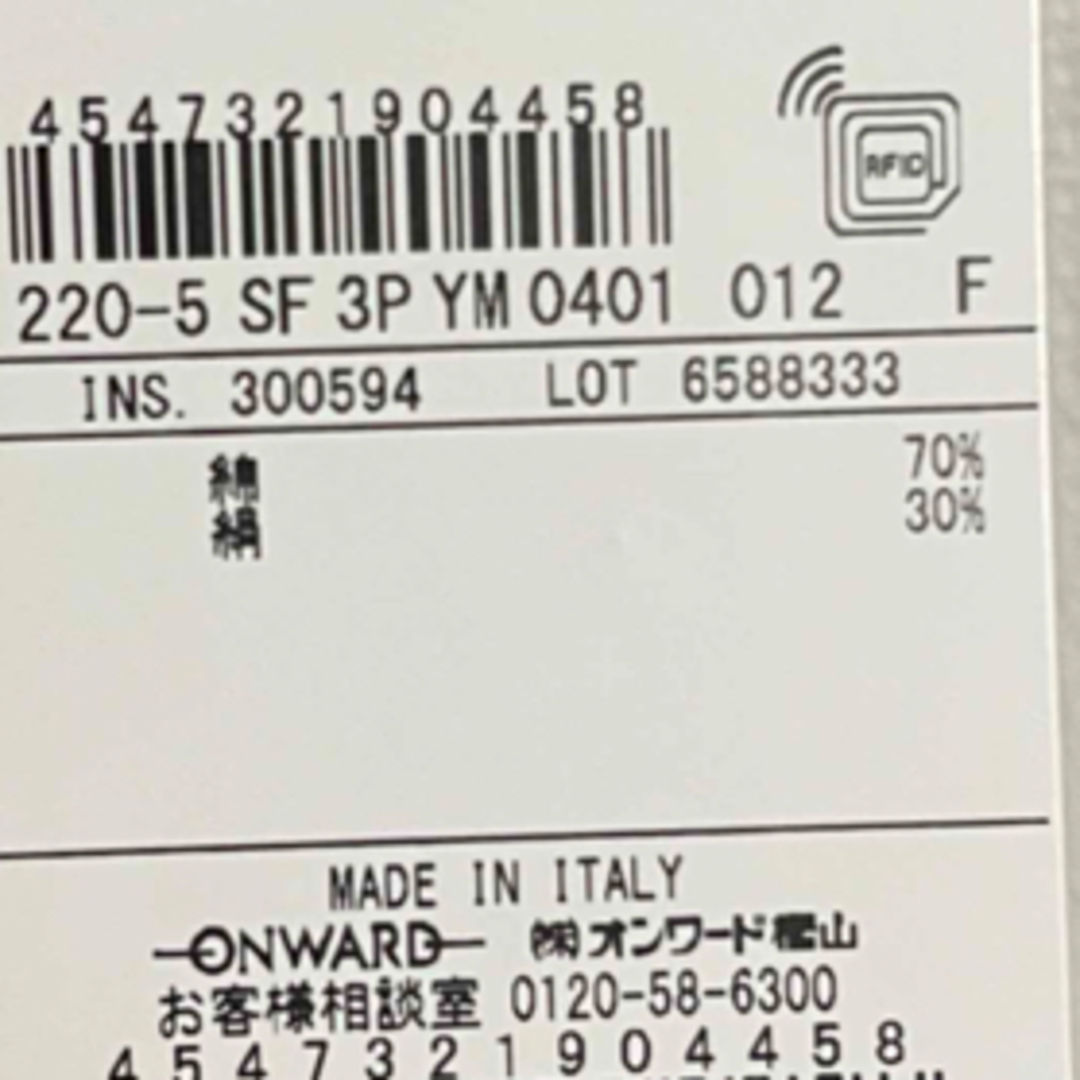 4547321904458
RFID
220-5 SF 3P YM 0401 012 F
INS. 300594 LOT 6588333
綿 70%
絹 30%
MADE IN ITALY
ONWARD ㈱オンワード樫山
お客様相談室 0120-58-6300
4547321904458